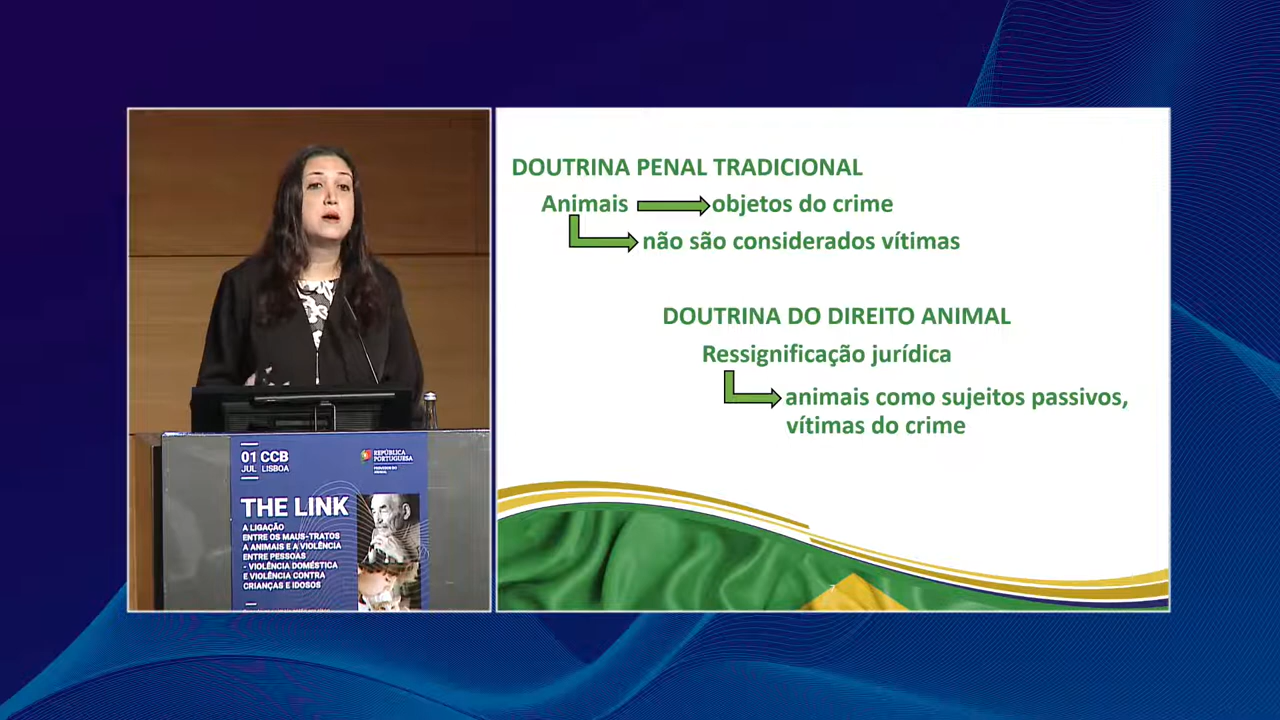 DOUTRINA PENAL TRADICIONAL
Animais objetos do crime
não são considerados vítimas
DOUTRINA DO DIREITO ANIMAL
Ressignificação jurídica
animais como sujeitos passivos,
vítimas do crime
01 CCB
JUL LISBOA
REPÚBLICA
PORTUGUESA
THE LINK
A LIGAÇÃO
ENTRE OS MAUS-TRATOS
A ANIMAIS E A VIOLÊNCIA
ENTRE PESSOAS
- VIOLÊNCIA DOMÉSTICA
E VIOLÊNCIA CONTRA
CRIANÇAS E IDOSOS